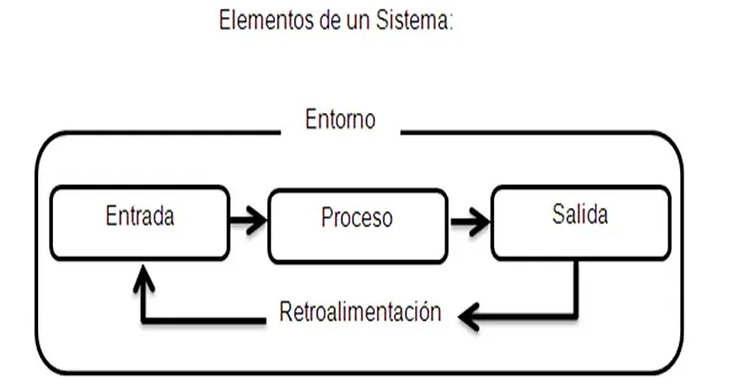 Elementos de un Sistema:
Entorno
Entrada
Proceso
Salida
Retroalimentación